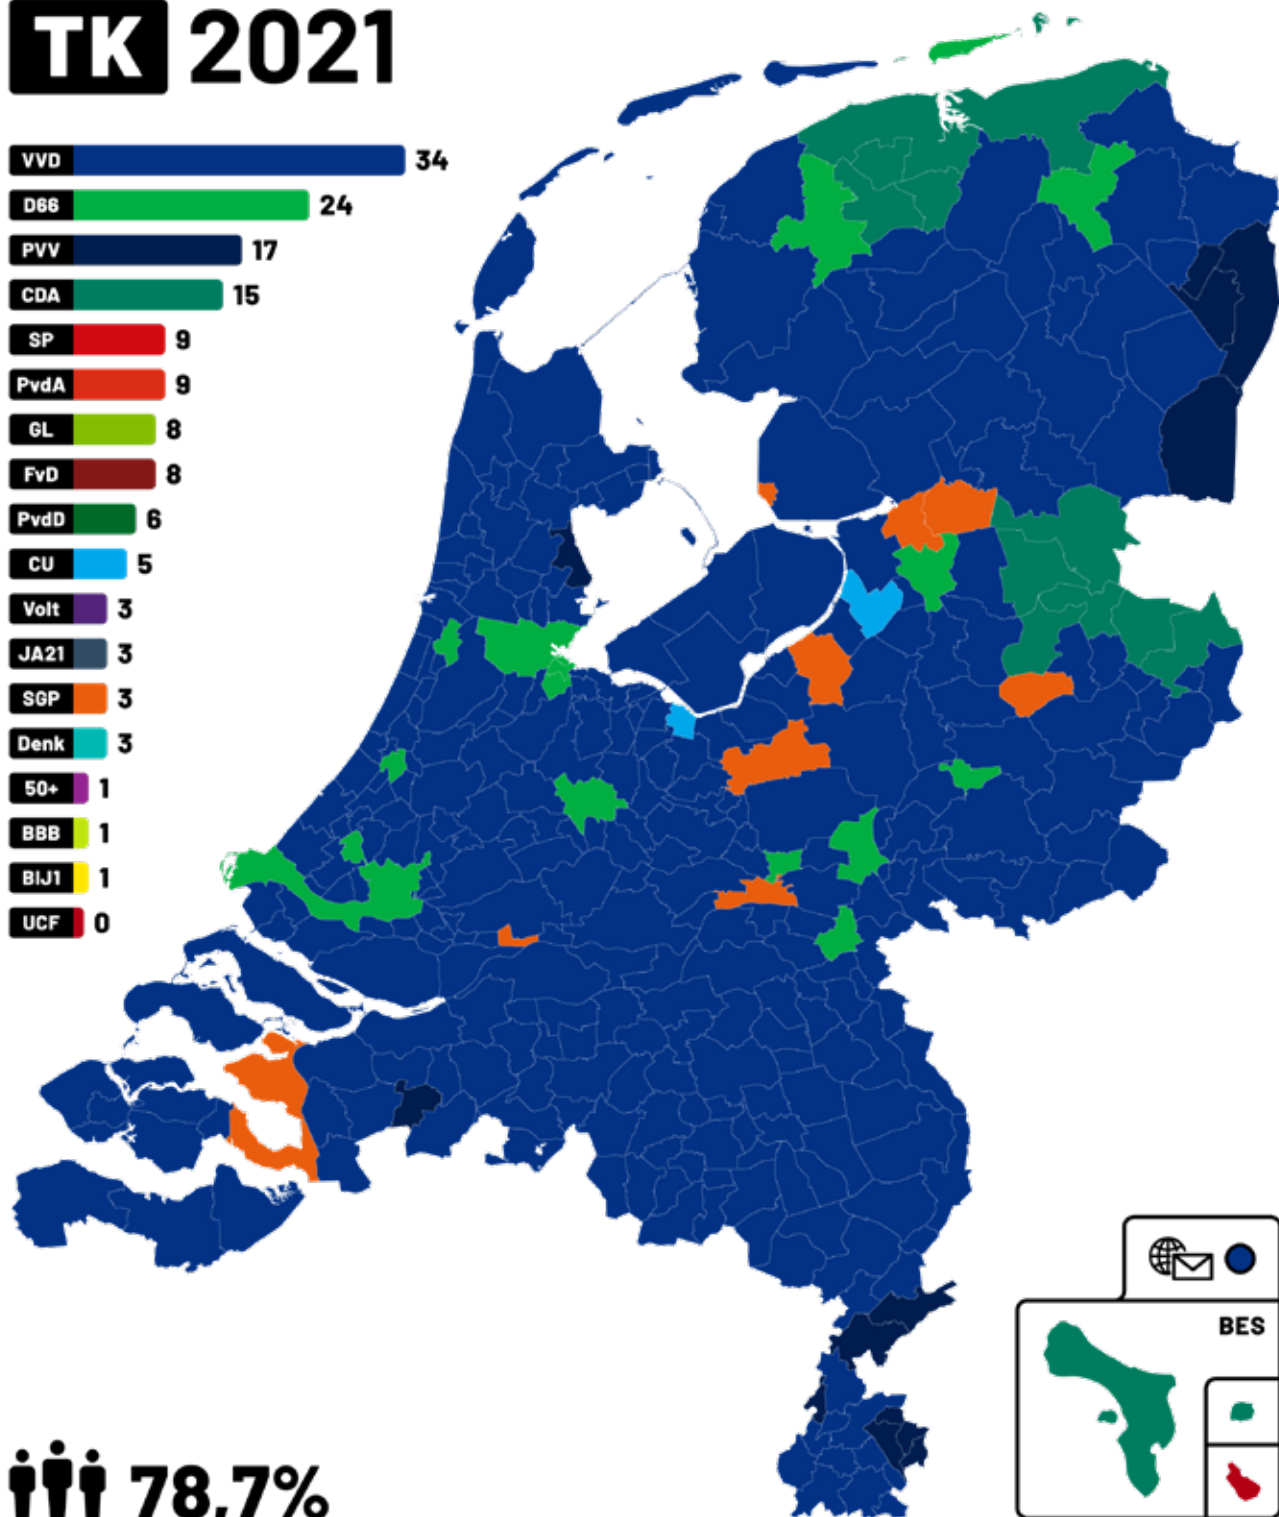 TK 2021
VVD 34
D66 24
PVV 17
CDA 15
SP 9
PvdA 9
GL 8
FvD 8
PvdD 6
CU 5
Volt 3
JA21 3
SGP 3
Denk 3
50+ 1
BBB 1
BIJ1 1
UCF 0
BES
78,7%